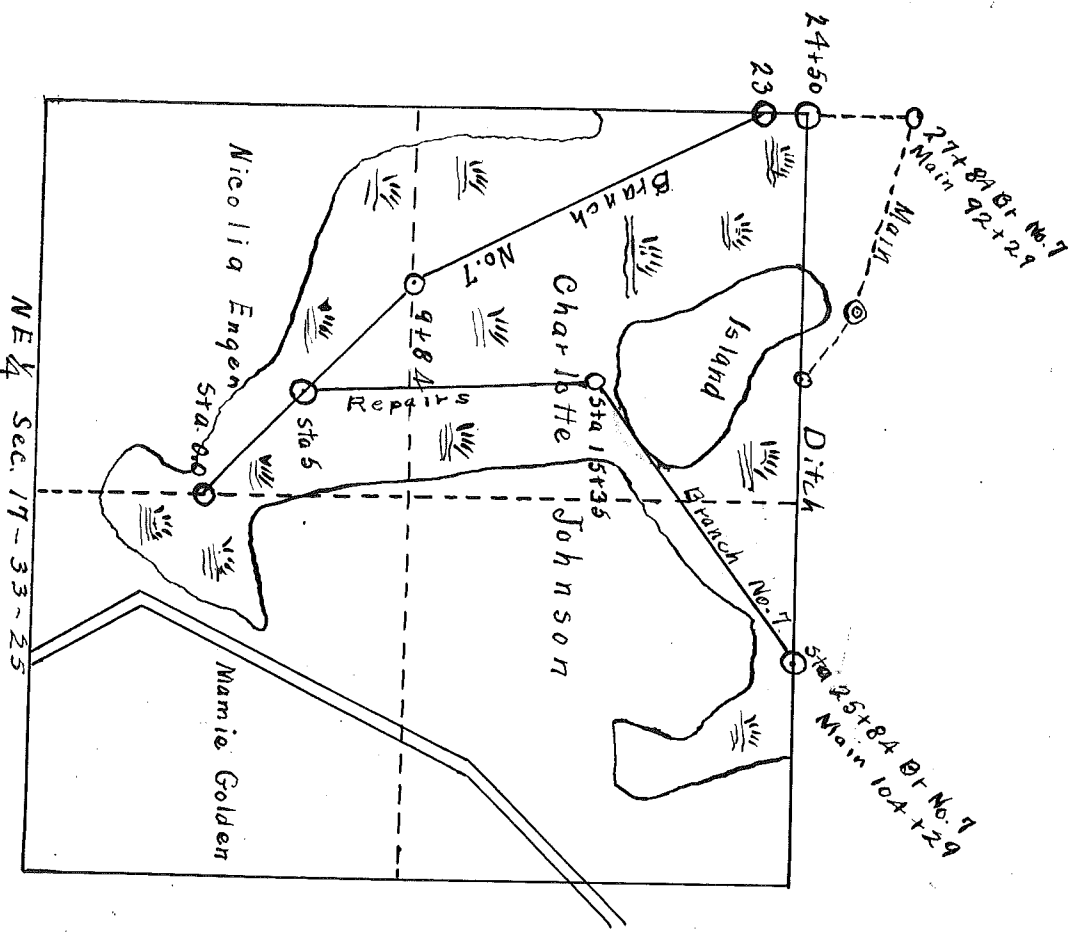 24+50
27+84 Br No. 7
Main 92+29
23
Main
Branch
No. 7
Island
Ditch
Nicolia Engen
9+84
Charlotte Johnson
Sta 0.0
Sta 5
Repairs
Sta 15+35
Branch No. 7
Sta 25+84 Br No. 7
Main 104+29
Mamie Golden
NE 1/4 Sec. 17-33-25